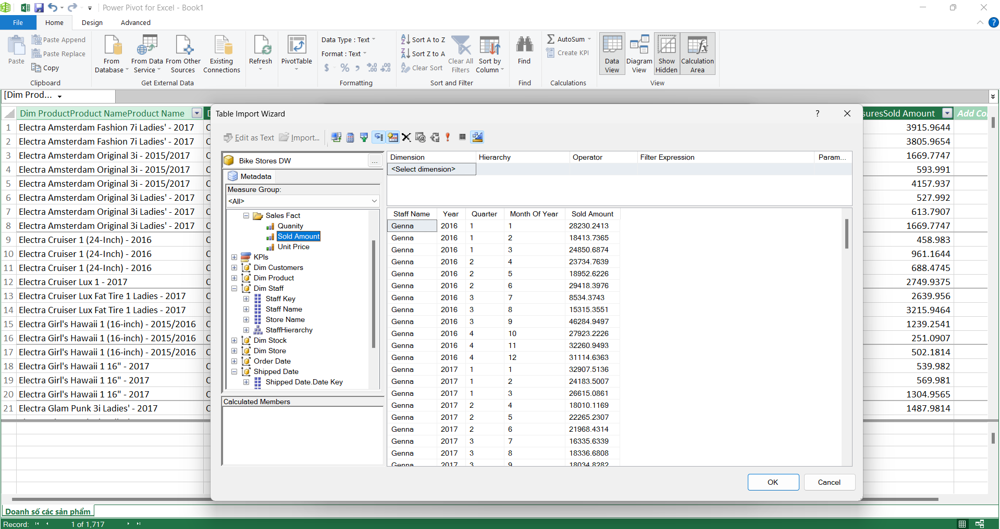 Power Pivot for Excel - Book1
File Home Design Advanced
Paste
Paste Append
Paste Replace
Copy
Clipboard
From Database
From Data Service
From Other Sources
Existing Connections
Get External Data
Refresh
PivotTable
Data Type : Text
Format : Text
$ % ,
Formatting
Sort A to Z
Sort Z to A
Clear Sort
Clear All Filters
Sort by Column
Sort and Filter
Find
Find
AutoSum
Create KPI
Calculations
Data View
Diagram View
Show Hidden
Calculation Area
View
[Dim Prod...
Dim ProductProduct NameProduct Name
suresSold Amount Add Co
1 Electra Amsterdam Fashion 7i Ladies' - 2017 C 3915.9644
2 Electra Amsterdam Fashion 7i Ladies' - 2017 C 3805.9654
3 Electra Amsterdam Original 3i - 2015/2017 C 1669.7747
4 Electra Amsterdam Original 3i - 2015/2017 C 593.991
5 Electra Amsterdam Original 3i - 2015/2017 C 4157.937
6 Electra Amsterdam Original 3i Ladies' - 2017 C 527.992
7 Electra Amsterdam Original 3i Ladies' - 2017 C 613.7907
8 Electra Amsterdam Original 3i Ladies' - 2017 C 1669.7747
9 Electra Cruiser 1 (24-Inch) - 2016 C 458.983
10 Electra Cruiser 1 (24-Inch) - 2016 C 961.1644
11 Electra Cruiser 1 (24-Inch) - 2016 C 688.4745
12 Electra Cruiser Lux 1 - 2017 C 2749.9375
13 Electra Cruiser Lux Fat Tire 1 Ladies - 2017 C 2639.956
14 Electra Cruiser Lux Fat Tire 1 Ladies - 2017 C 3215.9464
15 Electra Girl's Hawaii 1 (16-inch) - 2015/2016 C 1239.2541
16 Electra Girl's Hawaii 1 (16-inch) - 2015/2016 C 251.0907
17 Electra Girl's Hawaii 1 (16-inch) - 2015/2016 C 502.1814
18 Electra Girl's Hawaii 1 16" - 2017 C 539.982
19 Electra Girl's Hawaii 1 16" - 2017 C 569.981
20 Electra Girl's Hawaii 1 16" - 2017 C 1304.9565
21 Electra Glam Punk 3i Ladies' - 2017 C 1487.9814
Table Import Wizard ?
Edit as Text Import...
Bike Stores DW ...
Metadata
Measure Group:
<All>
Sales Fact
Quanity
Sold Amount
Unit Price
KPIs
Dim Customers
Dim Product
Dim Staff
Staff Key
Staff Name
Store Name
StaffHierarchy
Dim Stock
Dim Store
Order Date
Shipped Date
Shipped Date.Date Key
Calculated Members
Dimension Hierarchy Operator Filter Expression Param...
<Select dimension>
Staff Name Year Quarter Month Of Year Sold Amount
Genna 2016 1 1 28230.2413
Genna 2016 1 2 18413.7365
Genna 2016 1 3 24850.6874
Genna 2016 2 4 23734.7639
Genna 2016 2 5 18952.6226
Genna 2016 2 6 29418.3976
Genna 2016 3 7 8534.3743
Genna 2016 3 8 15315.3551
Genna 2016 3 9 46284.9497
Genna 2016 4 10 27923.2226
Genna 2016 4 11 32260.9493
Genna 2016 4 12 31114.6363
Genna 2017 1 1 32907.5136
Genna 2017 1 2 24183.5007
Genna 2017 1 3 26615.0861
Genna 2017 2 4 18010.1169
Genna 2017 2 5 22265.2307
Genna 2017 2 6 21968.4314
Genna 2017 3 7 16335.6339
Genna 2017 3 8 18336.6808
Genna 2017 3 9 18034.8282
OK Cancel
Doanh số các sản phẩm
Record: 1 of 1,717